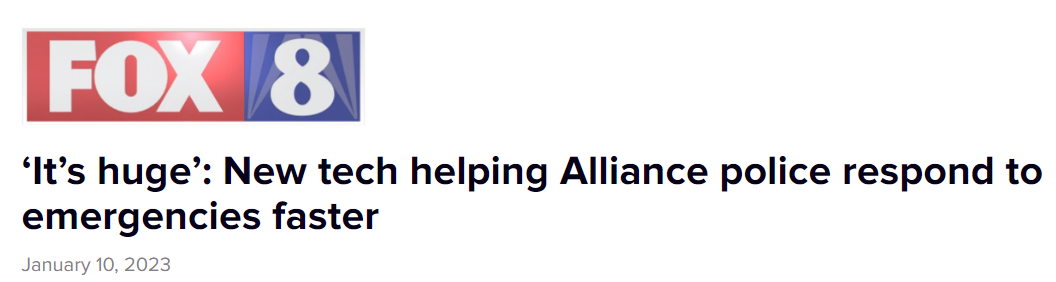 FOX 8
‘It’s huge’: New tech helping Alliance police respond to
emergencies faster
January 10, 2023